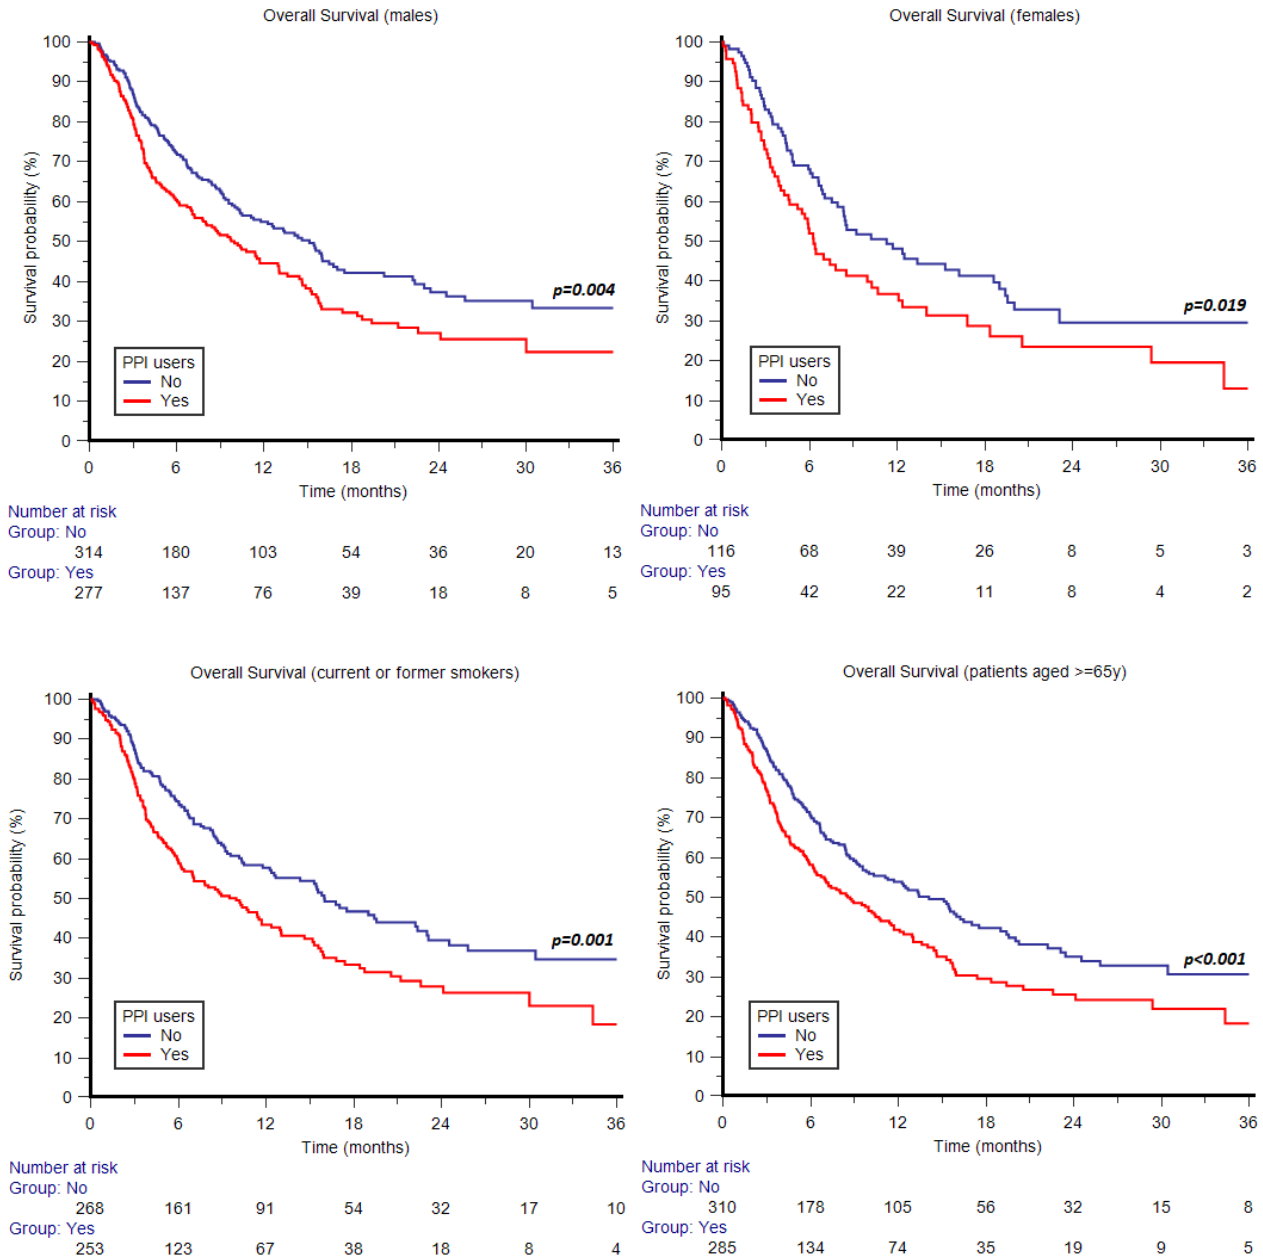 Overall Survival (males)
Survival probability (%)
100
90
80
70
60
50
40
30
20
10
0
p=0.004
PPI users
No
Yes
0 6 12 18 24 30 36
Time (months)
Number at risk
Group: No
314 180 103 54 36 20 13
Group: Yes
277 137 76 39 18 8 5
Overall Survival (females)
Survival probability (%)
100
90
80
70
60
50
40
30
20
10
0
p=0.019
PPI users
No
Yes
0 6 12 18 24 30 36
Time (months)
Number at risk
Group: No
116 68 39 26 8 5 3
Group: Yes
95 42 22 11 8 4 2
Overall Survival (current or former smokers)
Survival probability (%)
100
90
80
70
60
50
40
30
20
10
0
p=0.001
PPI users
No
Yes
0 6 12 18 24 30 36
Time (months)
Number at risk
Group: No
268 161 91 54 32 17 10
Group: Yes
253 123 67 38 18 8 4
Overall Survival (patients aged >=65y)
Survival probability (%)
100
90
80
70
60
50
40
30
20
10
0
p<0.001
PPI users
No
Yes
0 6 12 18 24 30 36
Time (months)
Number at risk
Group: No
310 178 105 56 32 15 8
Group: Yes
285 134 74 35 19 9 5